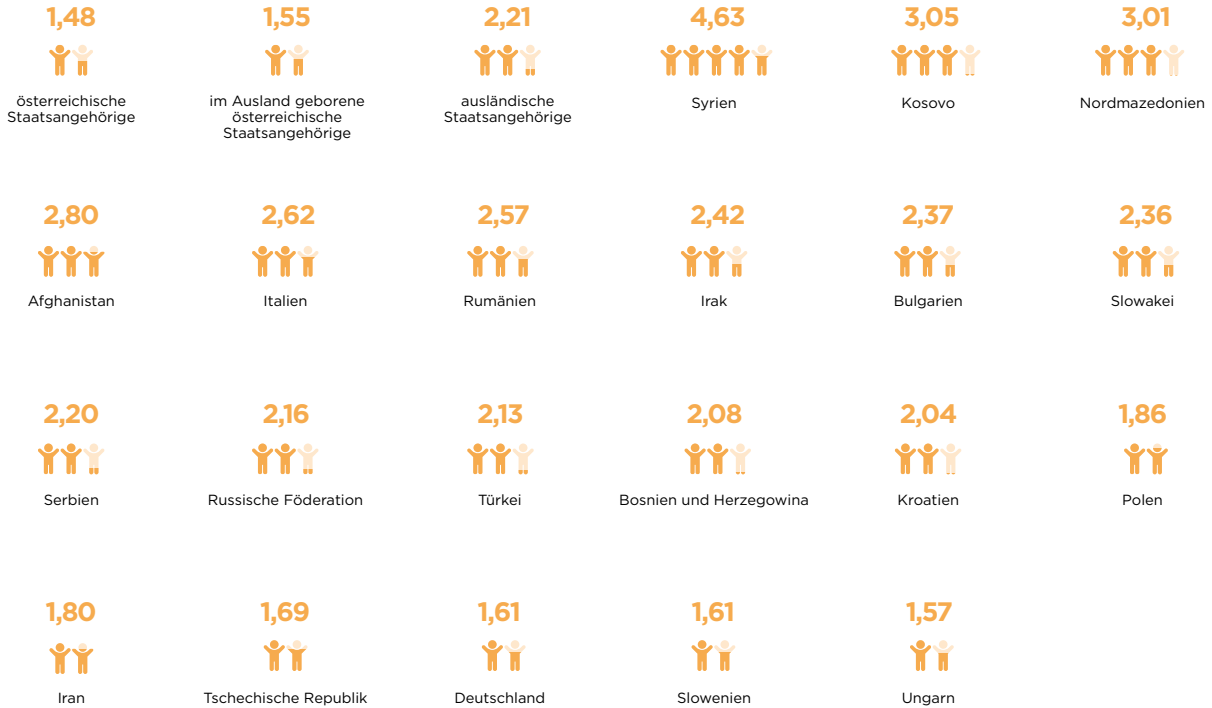 1,48
österreichische
Staatsangehörige
1,55
im Ausland geborene
österreichische
Staatsangehörige
2,21
ausländische
Staatsangehörige
4,63
Syrien
3,05
Kosovo
3,01
Nordmazedonien
2,80
Afghanistan
2,62
Italien
2,57
Rumänien
2,42
Irak
2,37
Bulgarien
2,36
Slowakei
2,20
Serbien
2,16
Russische Föderation
2,13
Türkei
2,08
Bosnien und Herzegowina
2,04
Kroatien
1,86
Polen
1,80
Iran
1,69
Tschechische Republik
1,61
Deutschland
1,61
Slowenien
1,57
Ungarn